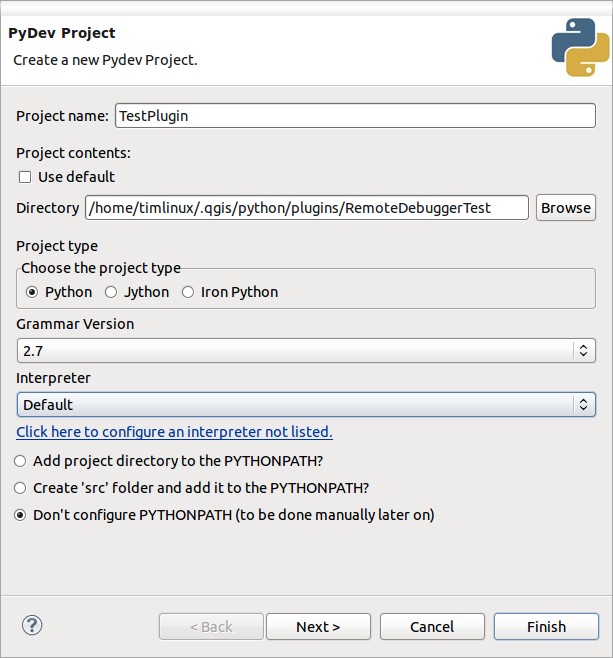 PyDev Project
Create a new Pydev Project.
Project name: TestPlugin
Project contents:
Use default
Directory /home/timlinux/.qgis/python/plugins/RemoteDebuggerTest Browse
Project type
Choose the project type
Python Jython Iron Python
Grammar Version
2.7
Interpreter
Default
Click here to configure an interpreter not listed.
Add project directory to the PYTHONPATH?
Create 'src' folder and add it to the PYTHONPATH?
Don't configure PYTHONPATH (to be done manually later on)
? < Back Next > Cancel Finish